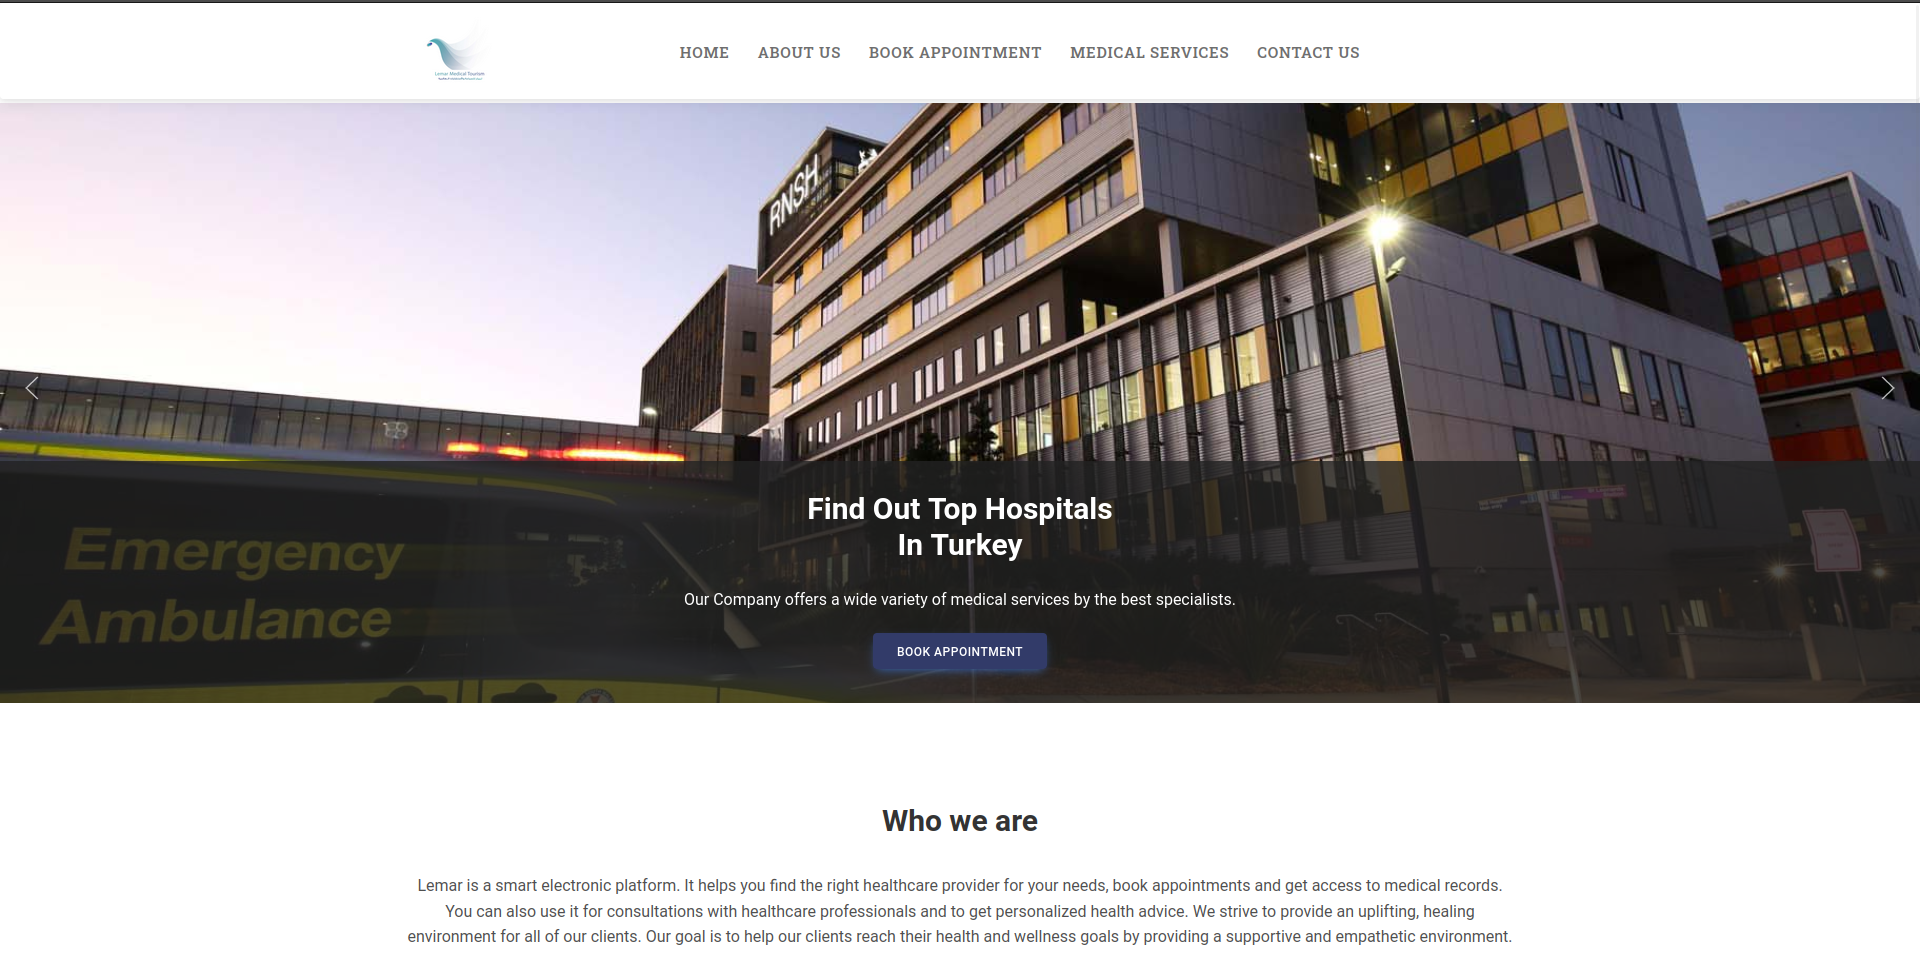 Lemar Medical Tourism
HOME
ABOUT US
BOOK APPOINTMENT
MEDICAL SERVICES
CONTACT US
RNSH
Emergency
Ambulance
Find Out Top Hospitals
In Turkey
Our Company offers a wide variety of medical services by the best specialists.
BOOK APPOINTMENT
Who we are
Lemar is a smart electronic platform. It helps you find the right healthcare provider for your needs, book appointments and get access to medical records.
You can also use it for consultations with healthcare professionals and to get personalized health advice. We strive to provide an uplifting, healing
environment for all of our clients. Our goal is to help our clients reach their health and wellness goals by providing a supportive and empathetic environment.